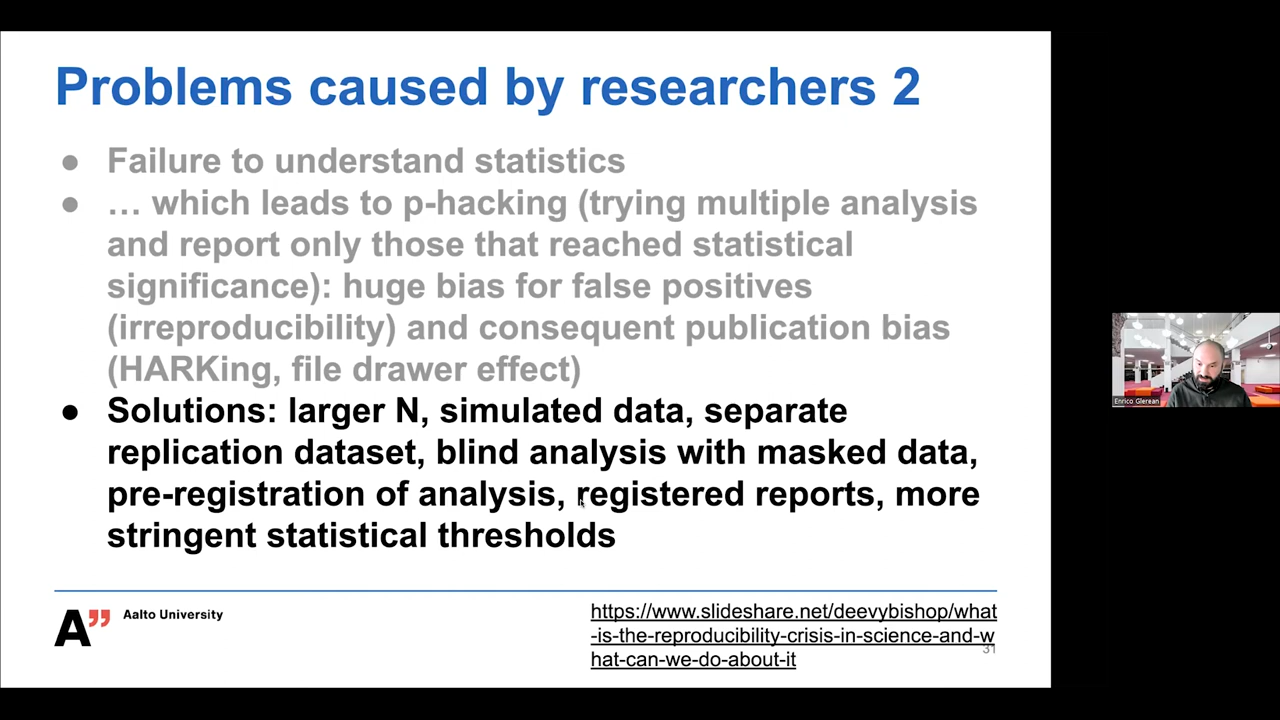 Problems caused by researchers 2
● Failure to understand statistics
● … which leads to p-hacking (trying multiple analysis
and report only those that reached statistical
significance): huge bias for false positives
(irreproducibility) and consequent publication bias
(HARKing, file drawer effect)
● Solutions: larger N, simulated data, separate
replication dataset, blind analysis with masked data,
pre-registration of analysis, registered reports, more
stringent statistical thresholds
A” Aalto University
https://www.slideshare.net/deevybishop/what
-is-the-reproducibility-crisis-in-science-and-w
hat-can-we-do-about-it
31
Enrico Glerean